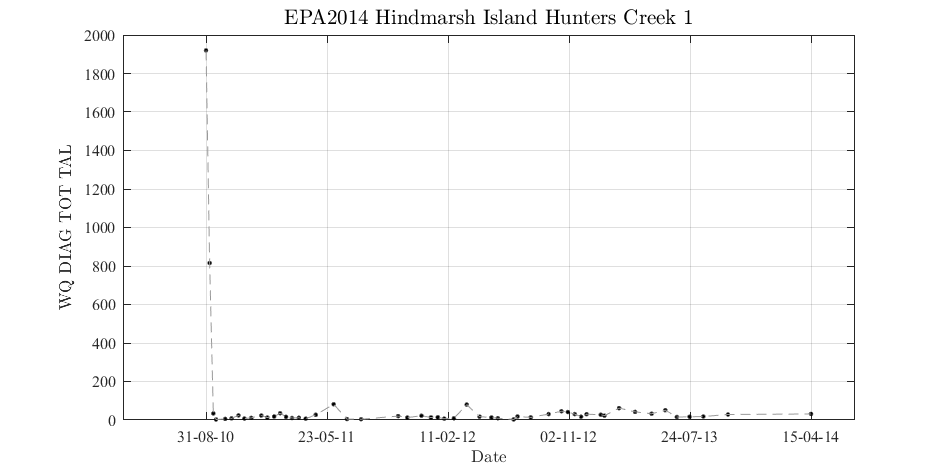 EPA2014 Hindmarsh Island Hunters Creek 1
2000
1800
1600
1400
1200
1000
800
600
400
200
0
WQ DIAG TOT TAL
31-08-10 23-05-11 11-02-12 02-11-12 24-07-13 15-04-14
Date